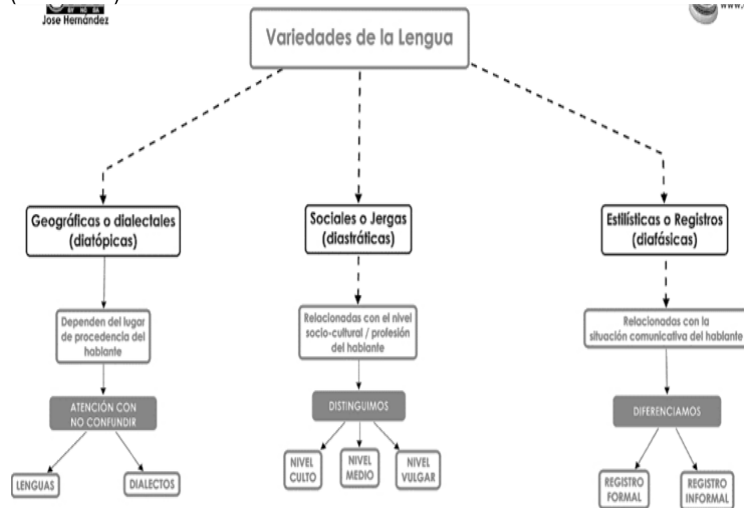 Jose Hernández
Variedades de la Lengua
Geográficas o dialectales
(diatópicas)
Sociales o Jergas
(diastráticas)
Estilísticas o Registros
(diafásicas)
Dependen del lugar
de procedencia del
hablante
Relacionadas con el nivel
socio-cultural / profesión
del hablante
Relacionadas con la
situación comunicativa del hablante
ATENCIÓN CON
NO CONFUNDIR
DISTINGUIMOS
DIFERENCIAMOS
LENGUAS
DIALECTOS
NIVEL
CULTO
NIVEL
MEDIO
NIVEL
VULGAR
REGISTRO
FORMAL
REGISTRO
INFORMAL